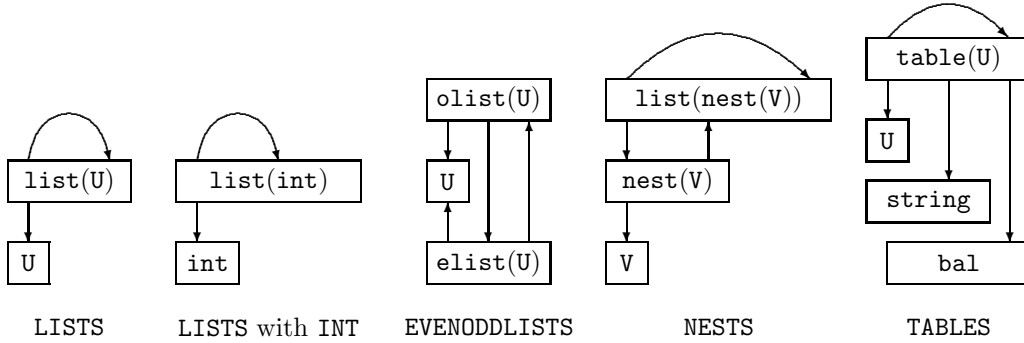 table(U)
olist(U)
list(nest(V))
U
list(U)
list(int)
U
nest(V)
string
U
int
elist(U)
V
bal
LISTS
LISTS with INT
EVENODDLISTS
NESTS
TABLES